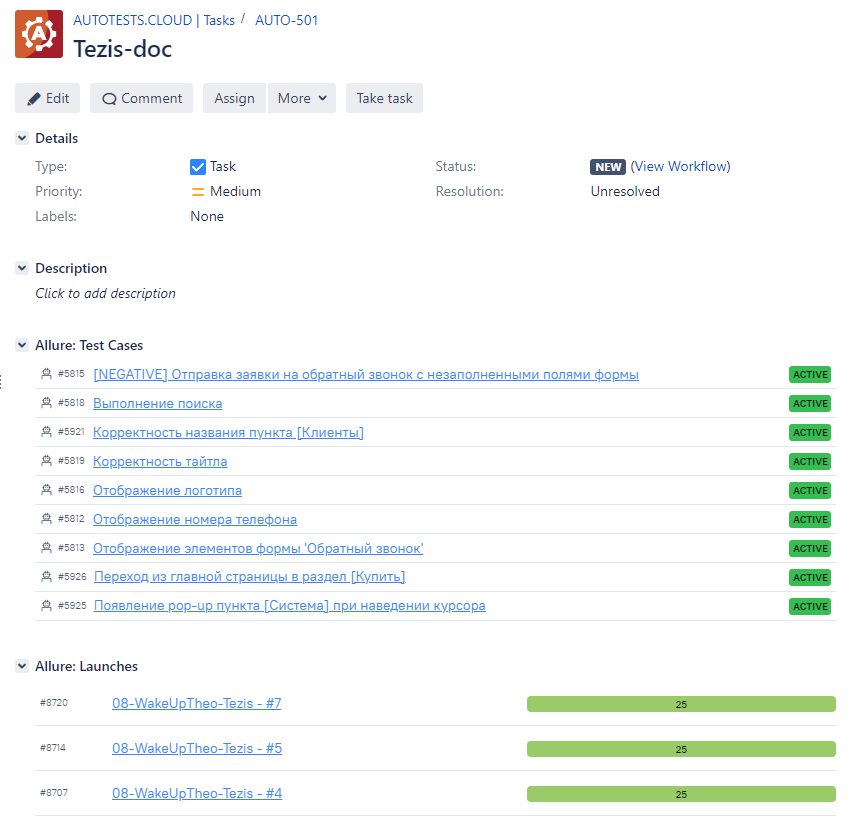 AUTOTESTS.CLOUD | Tasks / AUTO-501
Tezis-doc
Edit Comment Assign More Take task
Details
Type: Task Status: NEW (View Workflow)
Priority: Medium Resolution: Unresolved
Labels: None
Description
Click to add description
Allure: Test Cases
#5815 [NEGATIVE] Отправка заявки на обратный звонок с незаполненными полями формы ACTIVE
#5818 Выполнение поиска ACTIVE
#5921 Корректность названия пункта [Клиенты] ACTIVE
#5819 Корректность тайтла ACTIVE
#5816 Отображение логотипа ACTIVE
#5812 Отображение номера телефона ACTIVE
#5813 Отображение элементов формы 'Обратный звонок' ACTIVE
#5926 Переход из главной страницы в раздел [Купить] ACTIVE
#5925 Появление pop-up пункта [Система] при наведении курсора ACTIVE
Allure: Launches
#8720 08-WakeUpTheo-Tezis - #7 25
#8714 08-WakeUpTheo-Tezis - #5 25
#8707 08-WakeUpTheo-Tezis - #4 25